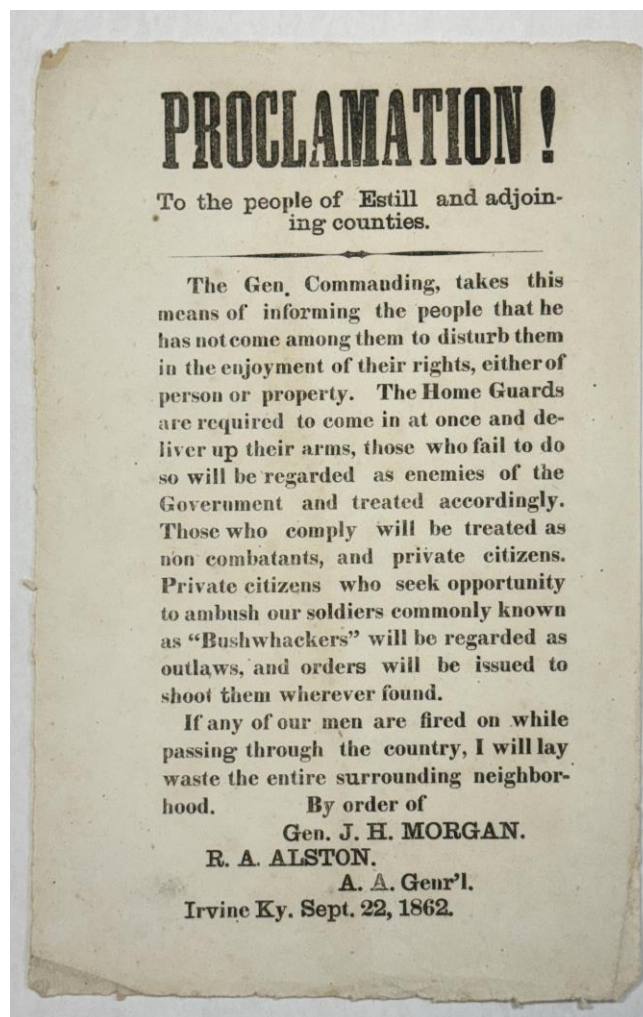 PROCLAMATION!
To the people of Estill and adjoin-
ing counties.
The Gen. Commanding, takes this
means of informing the people that he
has not come among them to disturb them
in the enjoyment of their rights, either of
person or property. The Home Guards
are required to come in at once and de-
liver up their arms, those who fail to do
so will be regarded as enemies of the
Government and treated accordingly.
Those who comply will be treated as
non combatants, and private citizens.
Private citizens who seek opportunity
to ambush our soldiers commonly known
as "Bushwhackers" will be regarded as
outlaws, and orders will be issued to
shoot them wherever found.
If any of our men are fired on while
passing through the country, I will lay
waste the entire surrounding neighbor-
hood. By order of
Gen. J. H. MORGAN.
R. A. ALSTON.
A. A. Genr'l.
Irvine Ky. Sept. 22, 1862.